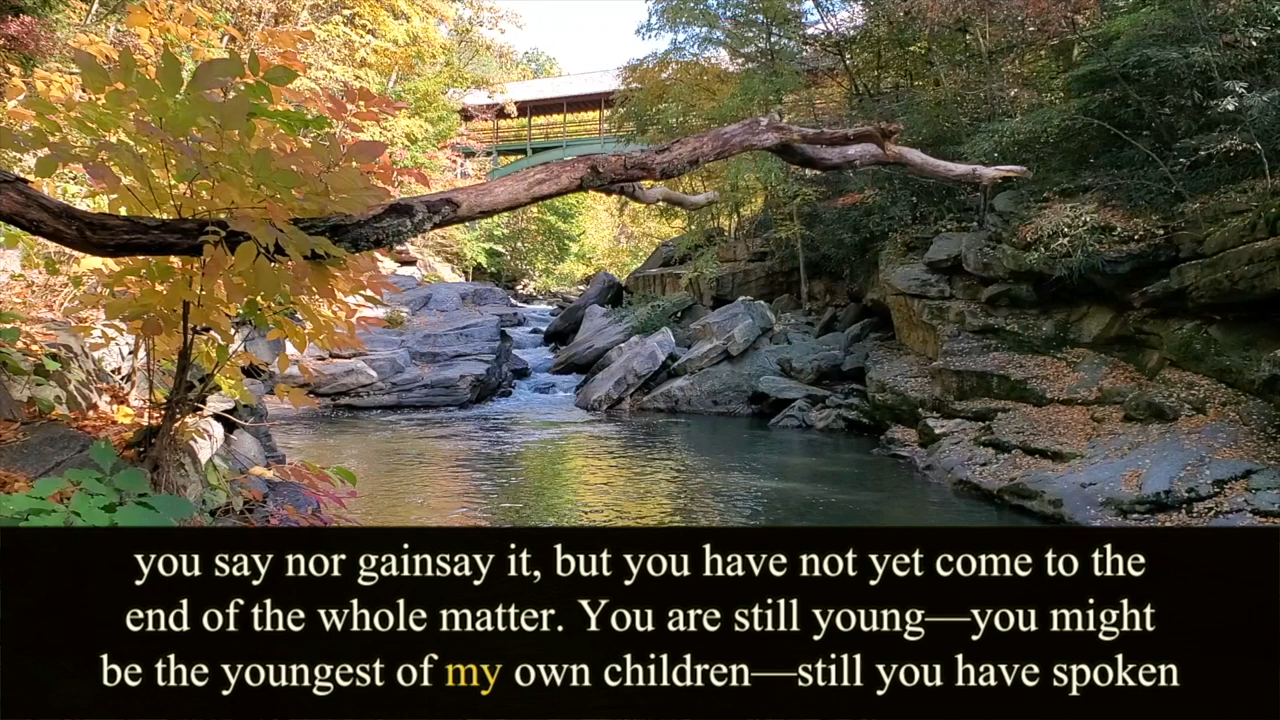 you say nor gainsay it, but you have not yet come to the
end of the whole matter. You are still young—you might
be the youngest of my own children—still you have spoken